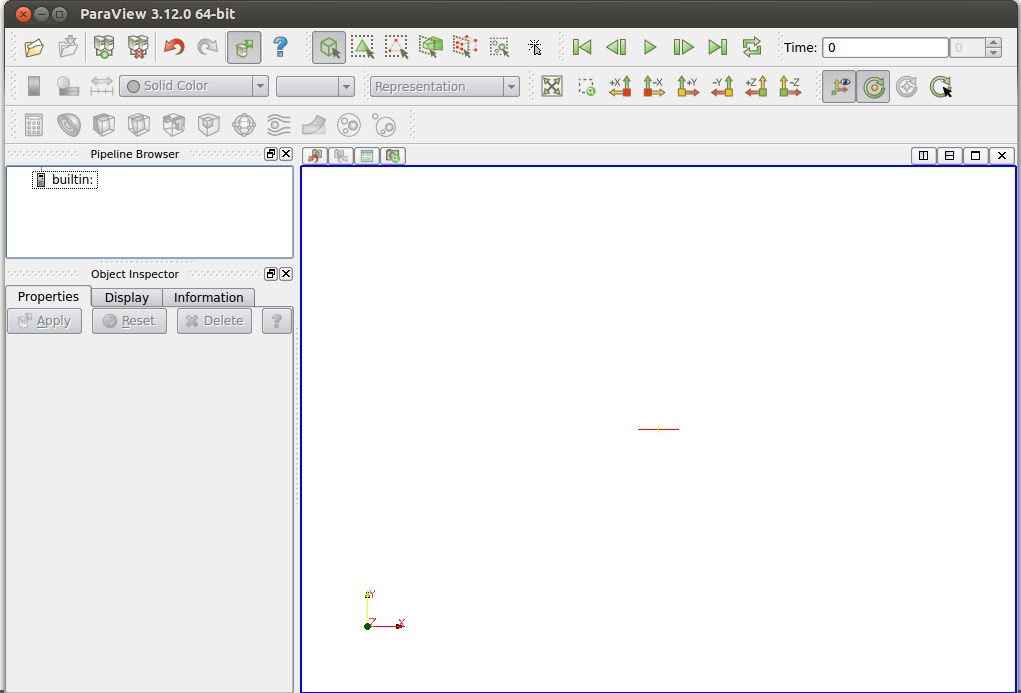 ParaView 3.12.0 64-bit
? Time: 0 0
Solid Color Representation +X -X +Y -Y +Z -Z
Pipeline Browser
builtin:
Object Inspector
Properties Display Information
Apply Reset Delete ?
Y
Z X